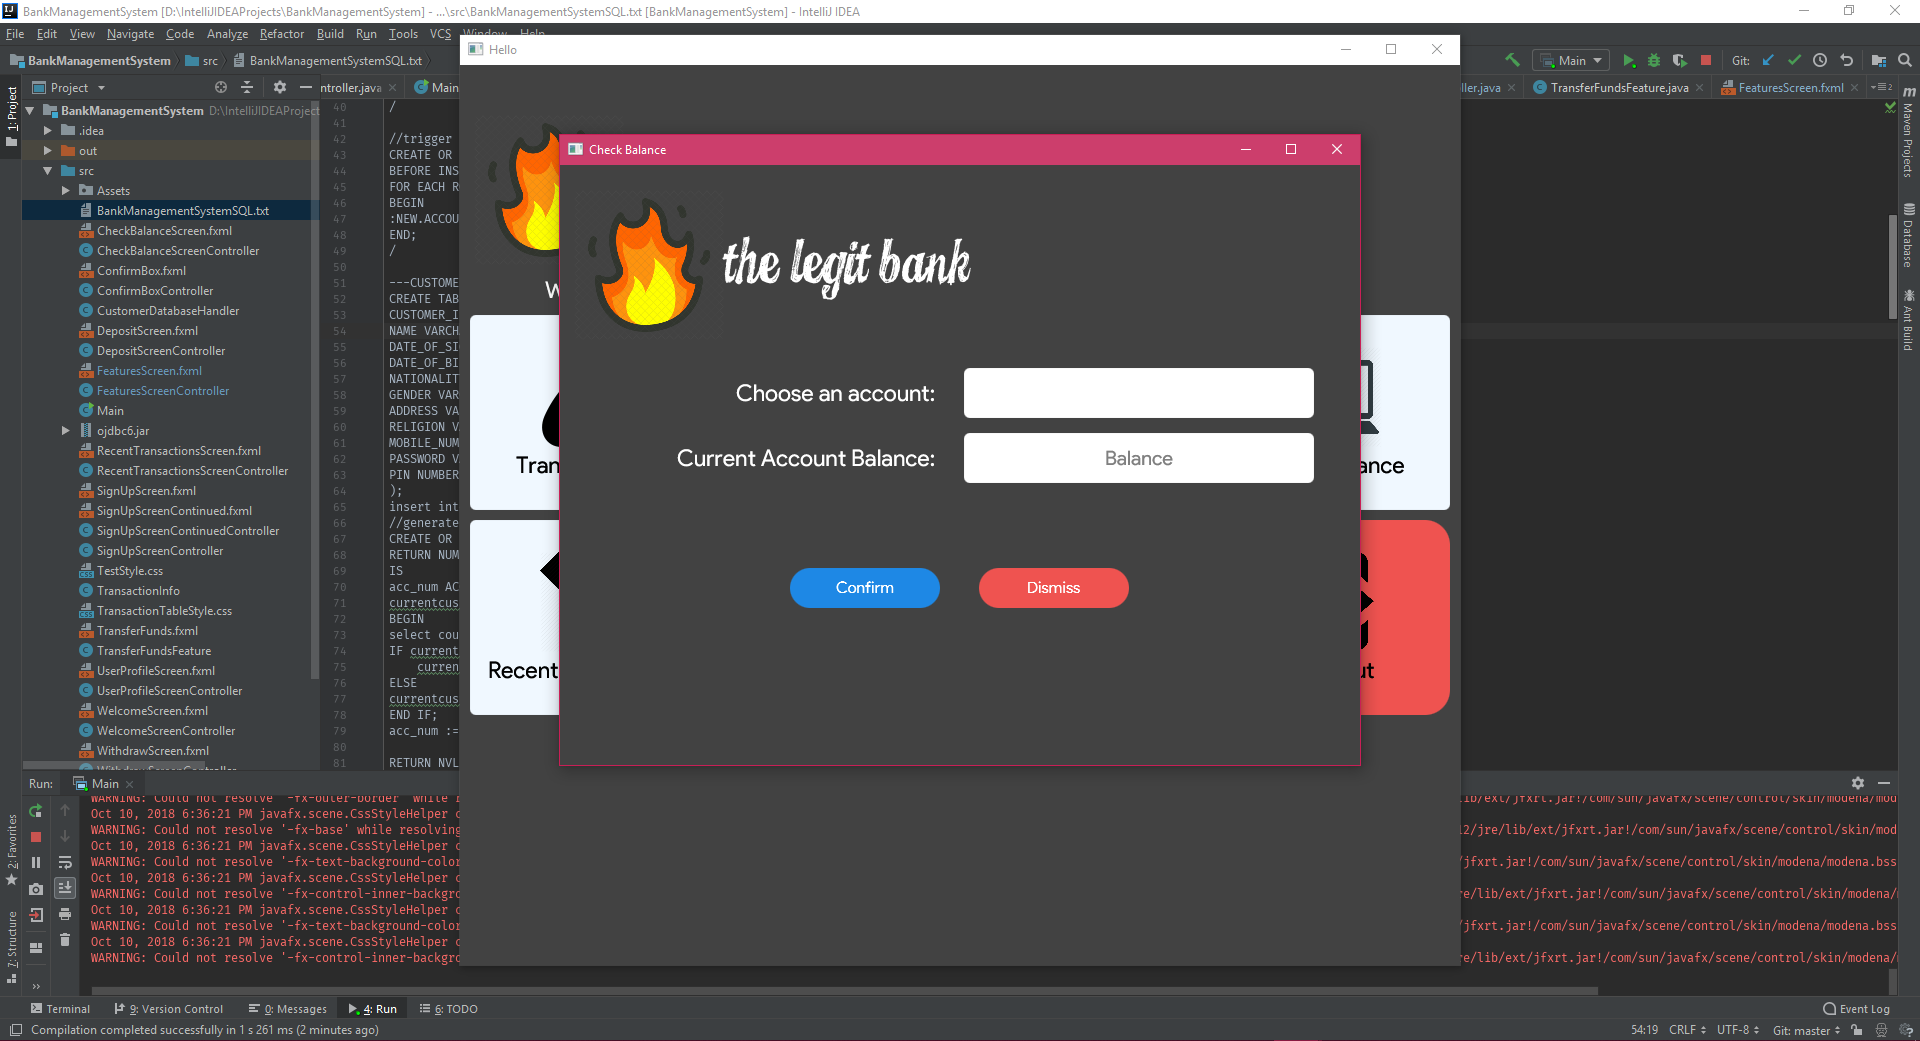 BankManagementSystem [D:\IntelliJIDEAProjects\BankManagementSystem] - ...\src\BankManagementSystemSQL.txt [BankManagementSystem] - IntelliJ IDEA
File Edit View Navigate Code Analyze Refactor Build Run Tools VCS Window Help
BankManagementSystem src BankManagementSystemSQL.txt
Main Git:
Project
ntroller.java Main
ller.java TransferFundsFeature.java FeaturesScreen.fxml
1: Project
BankManagementSystem D:\IntelliJIDEAProject
.idea
out
src
Assets
BankManagementSystemSQL.txt
CheckBalanceScreen.fxml
CheckBalanceScreenController
ConfirmBox.fxml
ConfirmBoxController
CustomerDatabaseHandler
DepositScreen.fxml
DepositScreenController
FeaturesScreen.fxml
FeaturesScreenController
Main
ojdbc6.jar
RecentTransactionsScreen.fxml
RecentTransactionsScreenController
SignUpScreen.fxml
SignUpScreenContinued.fxml
SignUpScreenContinuedController
SignUpScreenController
TestStyle.css
TransactionInfo
TransactionTableStyle.css
TransferFunds.fxml
TransferFundsFeature
UserProfileScreen.fxml
UserProfileScreenController
WelcomeScreen.fxml
WelcomeScreenController
WithdrawScreen.fxml
40 /
41
42 //trigger
43 CREATE OR
44 BEFORE INS
45 FOR EACH R
46 BEGIN
47 :NEW.ACCOU
48 END;
49 /
50
51 ---CUSTOME
52 CREATE TAB
53 CUSTOMER_I
54 NAME VARCH
55 DATE_OF_SI
56 DATE_OF_BI
57 NATIONALIT
58 GENDER VAR
59 ADDRESS VA
60 RELIGION V
61 MOBILE_NUM
62 PASSWORD V
63 PIN NUMBER
64 );
65 insert int
66 //generate
67 CREATE OR
68 RETURN NUM
69 IS
70 acc_num AC
71 currentcus
72 BEGIN
73 select cou
74 IF current
75 curren
76 ELSE
77 currentcus
78 END IF;
79 acc_num :=
80
81 RETURN NVL
Hello
W
Tran
ance
Recent
ut
Check Balance
the legit bank
Choose an account:
Current Account Balance: Balance
Confirm Dismiss
Maven Projects
Database
Ant Build
Run: Main
WARNING: Could not resolve '-fx-outer-border' while r
Oct 10, 2018 6:36:21 PM javafx.scene.CssStyleHelper c
WARNING: Could not resolve '-fx-base' while resolving 2/jre/lib/ext/jfxrt.jar!/com/sun/javafx/scene/control/skin/mod
Oct 10, 2018 6:36:21 PM javafx.scene.CssStyleHelper c
WARNING: Could not resolve '-fx-text-background-color /jfxrt.jar!/com/sun/javafx/scene/control/skin/modena/modena.bss
Oct 10, 2018 6:36:21 PM javafx.scene.CssStyleHelper c
WARNING: Could not resolve '-fx-control-inner-backgro re/lib/ext/jfxrt.jar!/com/sun/javafx/scene/control/skin/modena/
Oct 10, 2018 6:36:21 PM javafx.scene.CssStyleHelper c
WARNING: Could not resolve '-fx-text-background-color /jfxrt.jar!/com/sun/javafx/scene/control/skin/modena/modena.bss
Oct 10, 2018 6:36:21 PM javafx.scene.CssStyleHelper c
WARNING: Could not resolve '-fx-control-inner-backgro re/lib/ext/jfxrt.jar!/com/sun/javafx/scene/control/skin/modena/
2: Favorites
7: Structure
Terminal 9: Version Control 0: Messages 4: Run 6: TODO Event Log
Compilation completed successfully in 1 s 261 ms (2 minutes ago) 54:19 CRLF UTF-8 Git: master